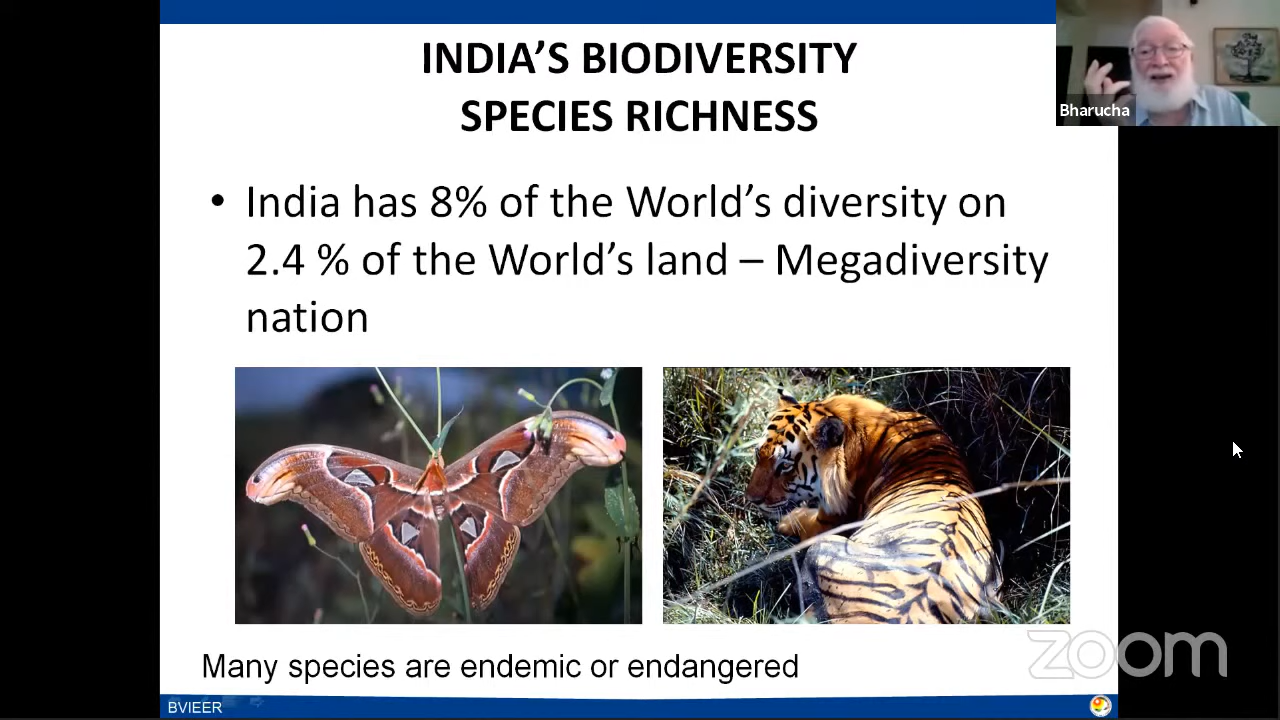 INDIA’S BIODIVERSITY
SPECIES RICHNESS
Bharucha
• India has 8% of the World’s diversity on
2.4 % of the World’s land – Megadiversity
nation
Many species are endemic or endangered
zoom
BVIEER